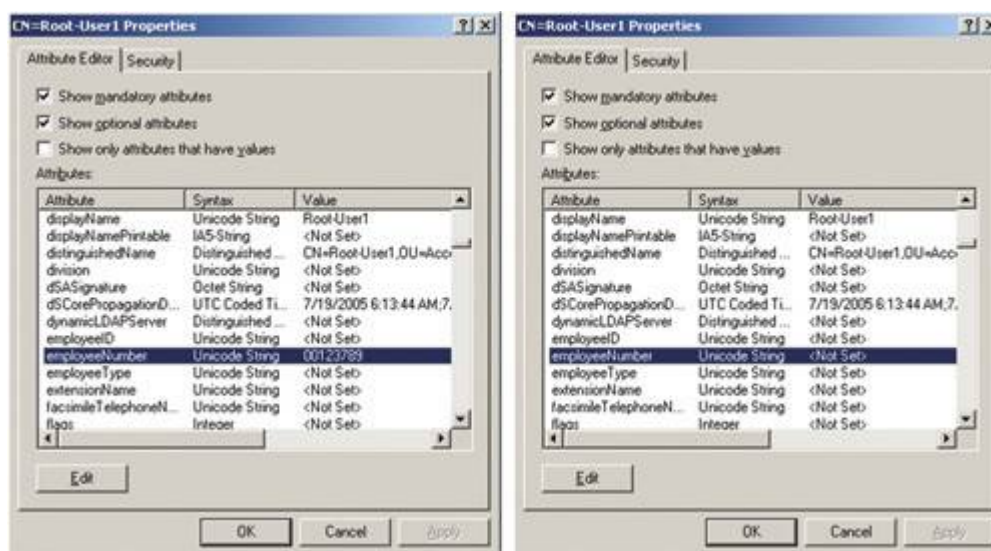 CN=Root-User1 Properties
Attribute Editor Security
Show mandatory attributes
Show optional attributes
Show only attributes that have values
Attributes:
Attribute Syntax Value
displayName Unicode String Root-User1
displayNamePrintable IA5-String <Not Set>
distinguishedName Distinguished ... CN=Root-User1,OU=Acco
division Unicode String <Not Set>
dSASignature Octet String <Not Set>
dSCorePropagationD... UTC Coded Ti... 7/19/2005 6:13:44 AM;7.
dynamicLDAPServer Distinguished ... <Not Set>
employeeID Unicode String <Not Set>
employeeNumber Unicode String 00123789
employeeType Unicode String <Not Set>
extensionName Unicode String <Not Set>
facsimileTelephoneN... Unicode String <Not Set>
flags Integer <Not Set>
Edit
OK Cancel Apply
CN=Root-User1 Properties
Attribute Editor Security
Show mandatory attributes
Show optional attributes
Show only attributes that have values
Attributes:
Attribute Syntax Value
displayName Unicode String Root-User1
displayNamePrintable IA5-String <Not Set>
distinguishedName Distinguished ... CN=Root-User1,OU=Acco
division Unicode String <Not Set>
dSASignature Octet String <Not Set>
dSCorePropagationD... UTC Coded Ti... 7/19/2005 6:13:44 AM;7.
dynamicLDAPServer Distinguished ... <Not Set>
employeeID Unicode String <Not Set>
employeeNumber Unicode String <Not Set>
employeeType Unicode String <Not Set>
extensionName Unicode String <Not Set>
facsimileTelephoneN... Unicode String <Not Set>
flags Integer <Not Set>
Edit
OK Cancel Apply